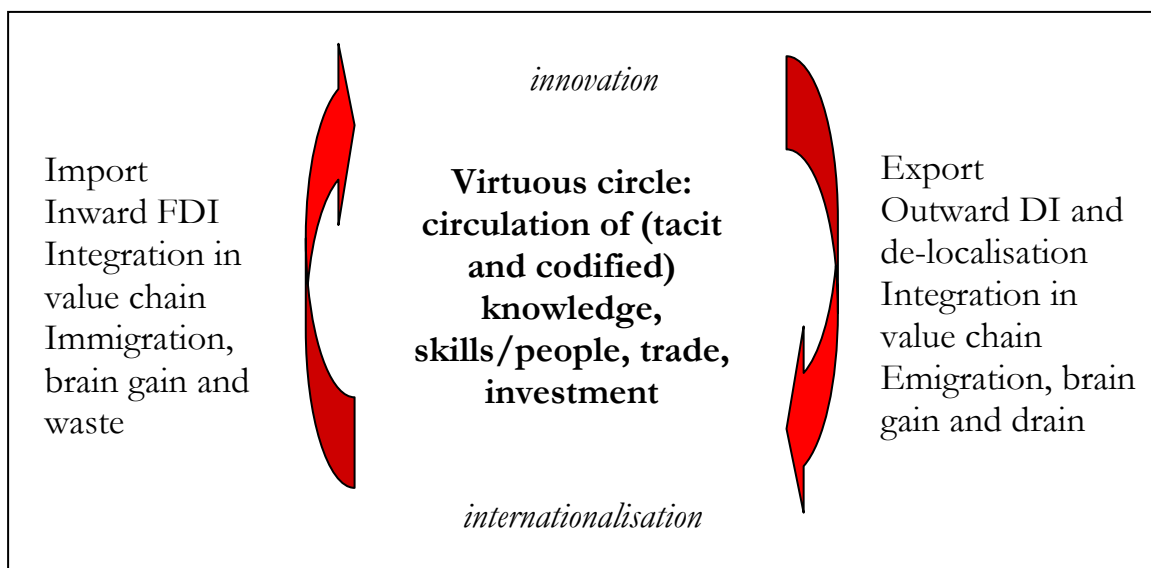 innovation
Import
Inward FDI
Integration in
value chain
Immigration,
brain gain and
waste
Virtuous circle:
circulation of (tacit
and codified)
knowledge,
skills/people, trade,
investment
Export
Outward DI and
de-localisation
Integration in
value chain
Emigration, brain
gain and drain
internationalisation